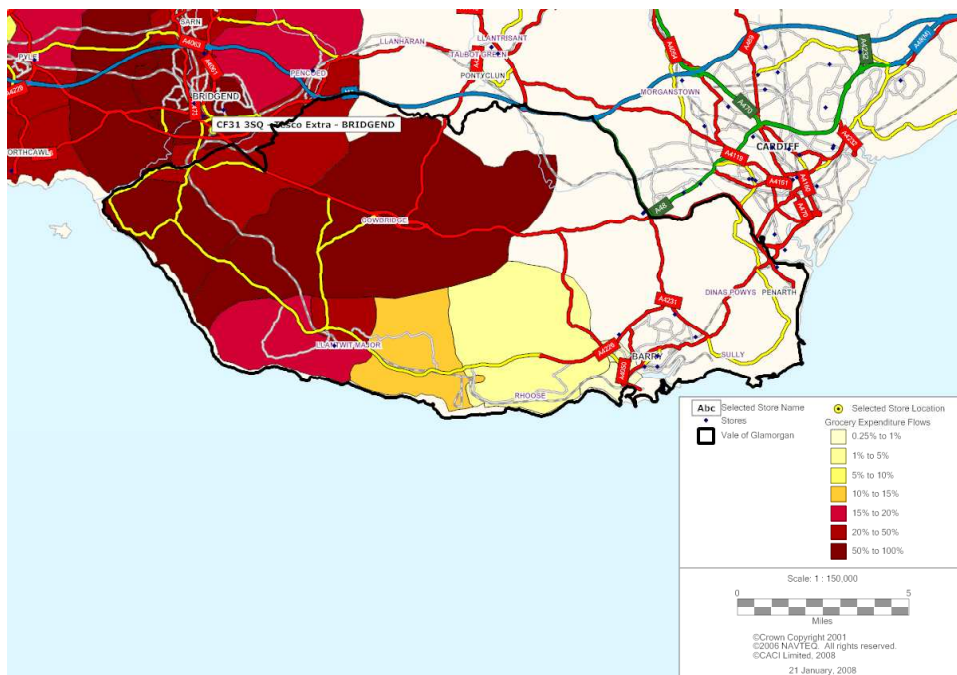 SARN
A4063
LLANHARAN
LLANTRISANT
TALBOT GREEN
PYLE
A4229
A4061
PENCOED
PONTYCLUN
A469
A4232
A48(M)
MORGANSTOWN
A470
BRIDGEND
CF31 3SQ - Tesco Extra - BRIDGEND
A4232
CARDIFF
A4119
A4161
A4160
A470
A48
COWBRIDGE
DINAS POWYS
PENARTH
A4231
LLANTWIT MAJOR
A4226
BARRY
SULLY
A4050
RHOOSE
Abc Selected Store Name
Stores
Vale of Glamorgan
Selected Store Location
Grocery Expenditure Flows
0.25% to 1%
1% to 5%
5% to 10%
10% to 15%
15% to 20%
20% to 50%
50% to 100%
Scale: 1 : 150,000
0 5
Miles
©Crown Copyright 2001
©2006 NAVTEQ. All rights reserved.
©CACI Limited, 2008
21 January, 2008